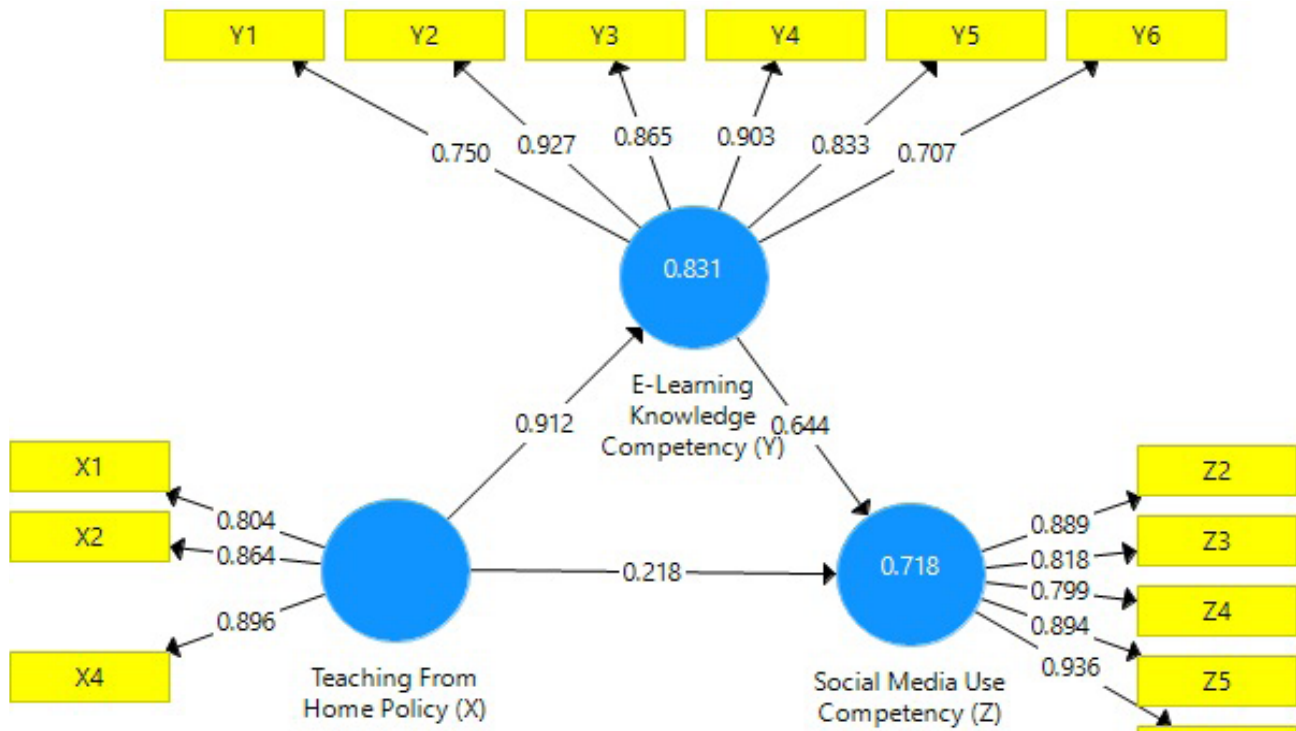 Y1 Y2 Y3 Y4 Y5 Y6
0.750 0.927 0.865 0.903 0.833 0.707
0.831
E-Learning
Knowledge
Competency (Y)
0.912
0.644
X1
X2
X4
0.804
0.864
0.896
Teaching From
Home Policy (X)
0.218
0.718
Social Media Use
Competency (Z)
0.889
0.818
0.799
0.894
0.936
Z2
Z3
Z4
Z5